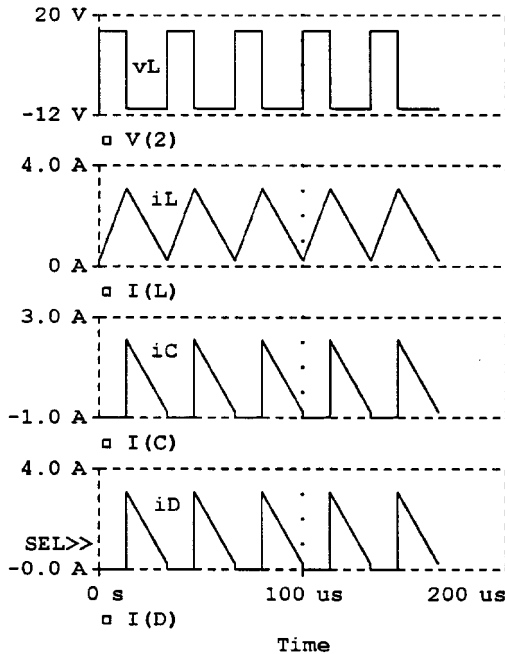 20 V
vL
-12 V
▫ V(2)
4.0 A
iL
0 A
▫ I(L)
3.0 A
iC
-1.0 A
▫ I(C)
4.0 A
iD
SEL>>
-0.0 A
0 s 100 us 200 us
▫ I(D)
Time